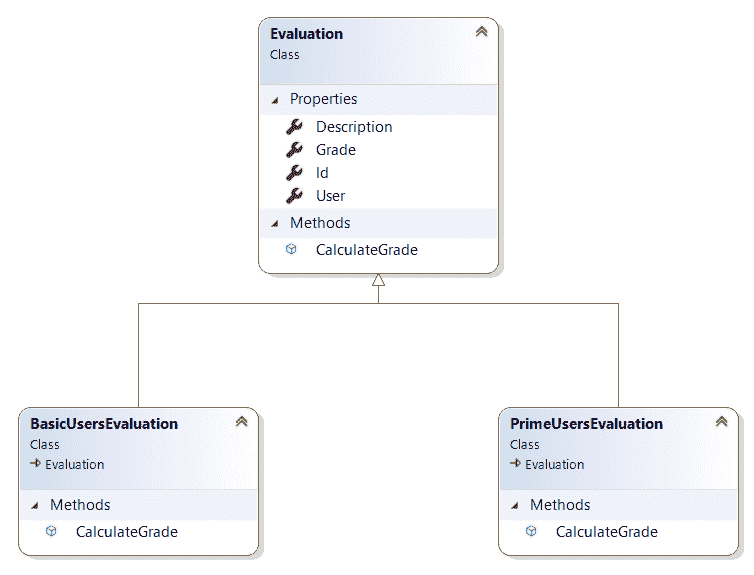 Evaluation
Class
Properties
Description
Grade
Id
User
Methods
CalculateGrade
BasicUsersEvaluation
Class
Evaluation
Methods
CalculateGrade
PrimeUsersEvaluation
Class
Evaluation
Methods
CalculateGrade